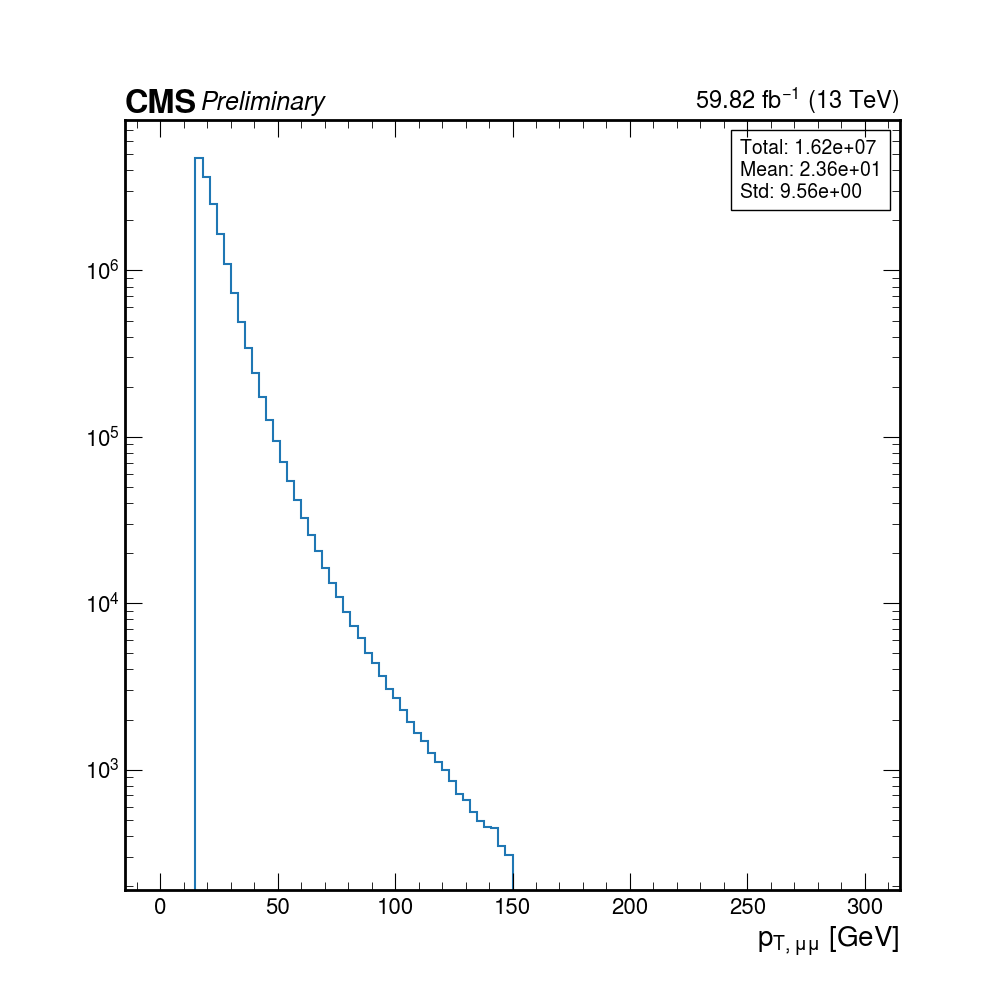 CMS Preliminary 59.82 fb⁻¹ (13 TeV)
Total: 1.62e+07
Mean: 2.36e+01
Std: 9.56e+00
10⁶
10⁵
10⁴
10³
0 50 100 150 200 250 300
p_T, μμ [GeV]